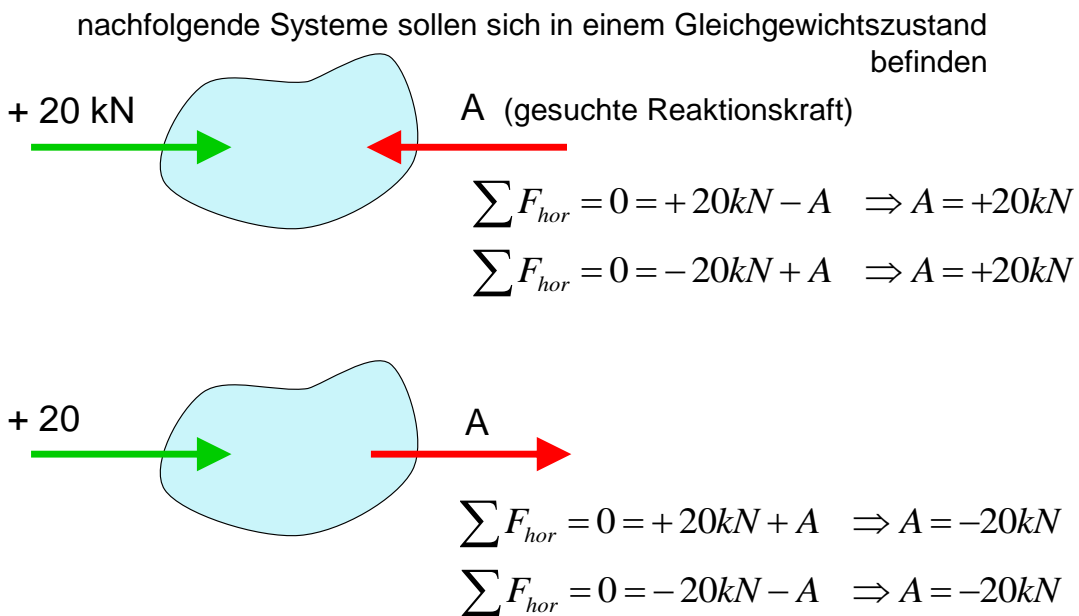 nachfolgende Systeme sollen sich in einem Gleichgewichtszustand
befinden
+ 20 kN
A (gesuchte Reaktionskraft)
∑ F_hor = 0 = + 20kN − A ⇒ A = +20kN
∑ F_hor = 0 = − 20kN + A ⇒ A = +20kN
+ 20
A
∑ F_hor = 0 = + 20kN + A ⇒ A = −20kN
∑ F_hor = 0 = − 20kN − A ⇒ A = −20kN